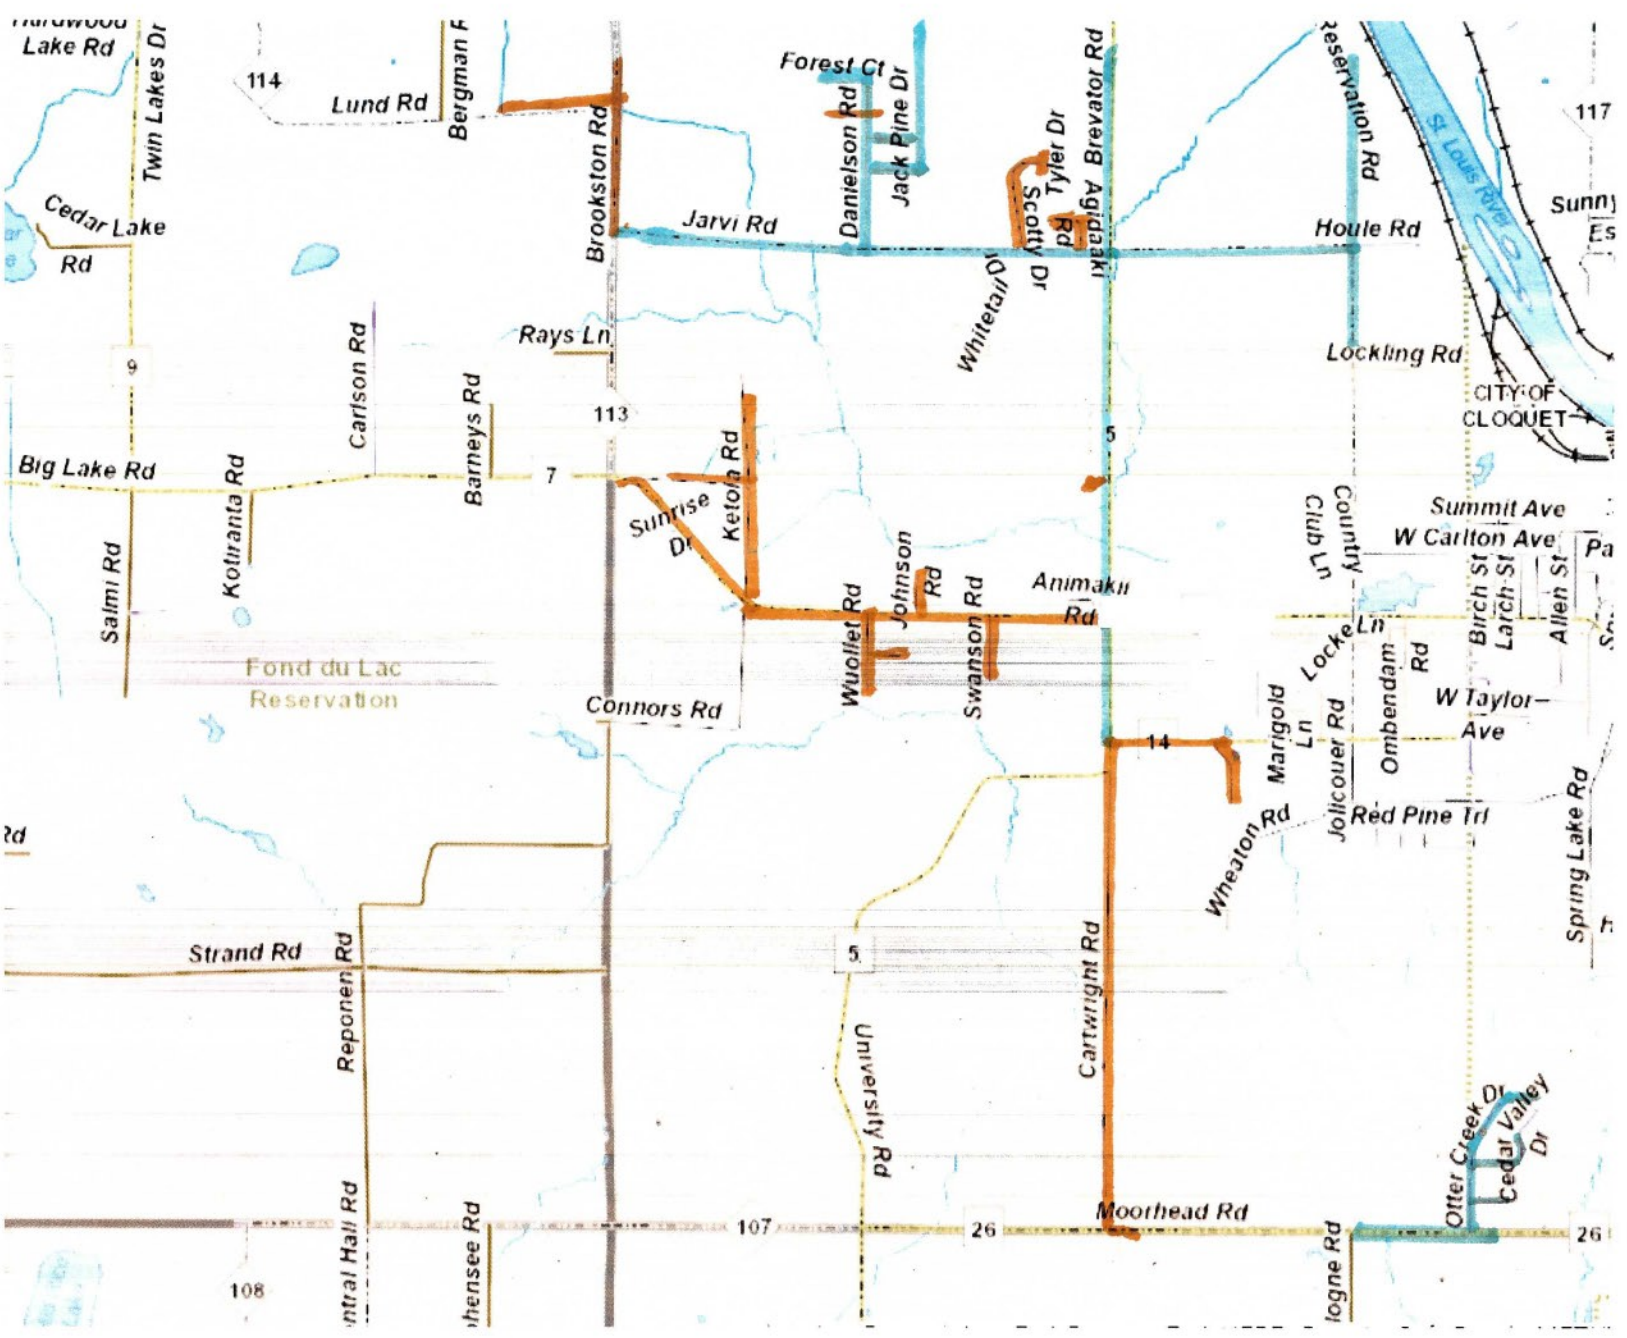 Lake Rd
Twin Lakes Dr
114
Lund Rd
Brookston Rd
Forest Ct
Danielson Rd
Jack Pine Dr
Tyler Dr
Brevator Rd
Reservation Rd
St Louis River
117
Cedar Lake
Rd
Jarvi Rd
Scotty Dr
Rd
Agidaaki
Houle Rd
Whitetail Dr
Rays Ln
Lockling Rd
9
Carlson Rd
Barneys Rd
113
CITY OF
CLOQUET
Big Lake Rd
7
5
Kotiranta Rd
Salmi Rd
Ketola Rd
Sunrise
Dr
Country
Club Ln
Summit Ave
W Carlton Ave
Birch St
Larch St
Allen St
Johnson
Rd
Wuollet Rd
Swanson Rd
Animakii
Rd
Locke Ln
Ombendam
Rd
Fond du Lac
Reservation
Connors Rd
W Taylor
Ave
14
Marigold
Ln
Jolicouer Rd
Red Pine Trl
Wheaton Rd
Spring Lake Rd
Strand Rd
Reponen Rd
5
Cartwright Rd
University Rd
Otter Creek Dr
Cedar Valley
Dr
Moorhead Rd
107
26
26
108